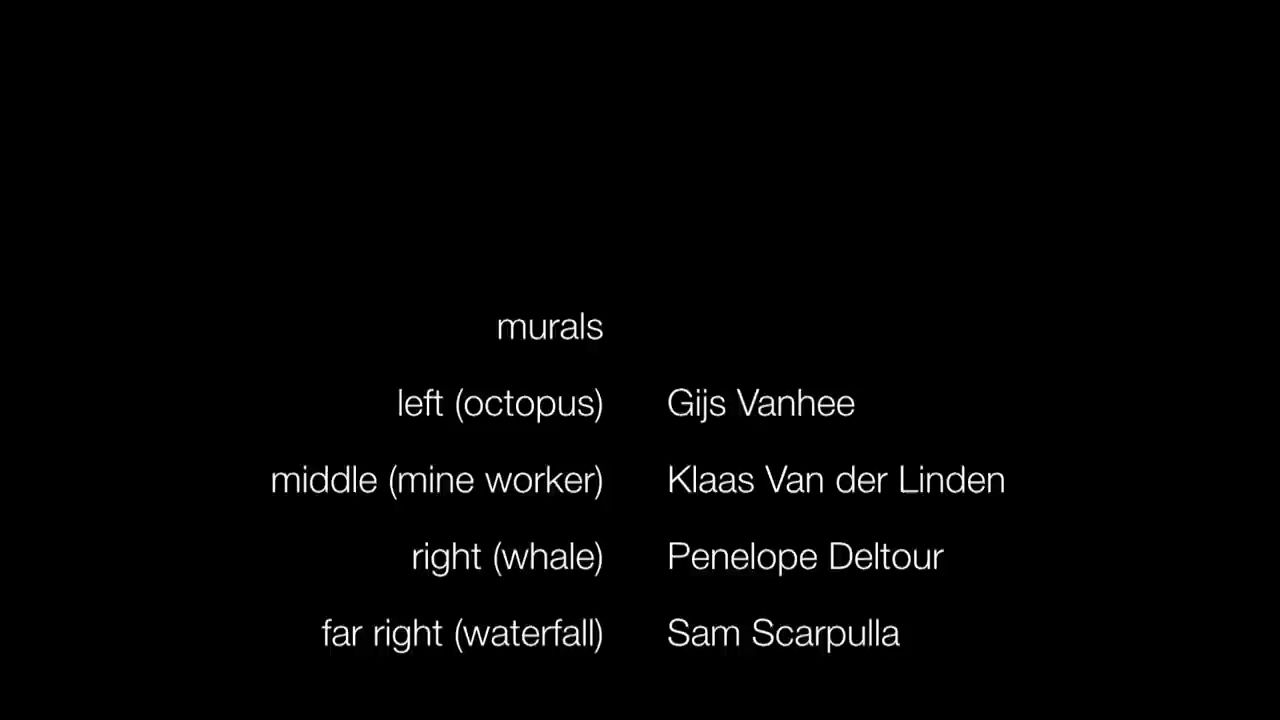 murals
left (octopus) Gijs Vanhee
middle (mine worker) Klaas Van der Linden
right (whale) Penelope Deltour
far right (waterfall) Sam Scarpulla